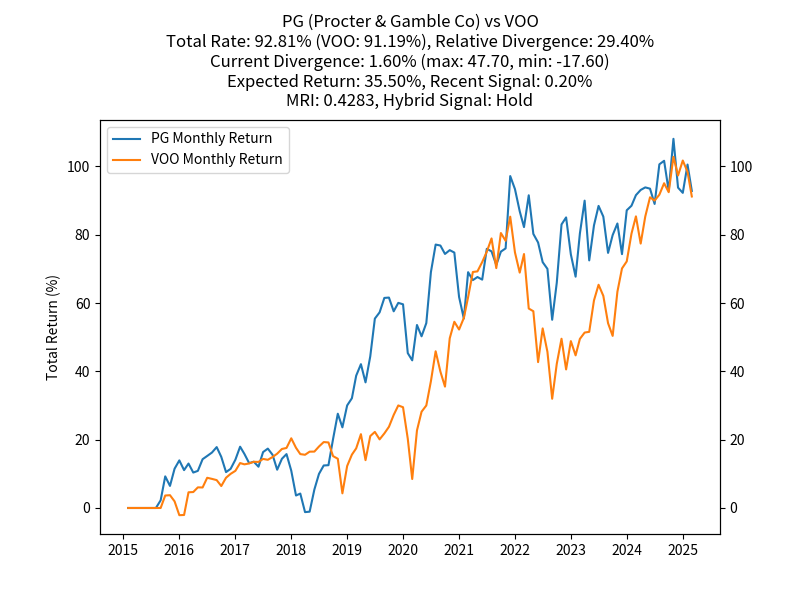 PG (Procter & Gamble Co) vs VOO
Total Rate: 92.81% (VOO: 91.19%), Relative Divergence: 29.40%
Current Divergence: 1.60% (max: 47.70, min: -17.60)
Expected Return: 35.50%, Recent Signal: 0.20%
MRI: 0.4283, Hybrid Signal: Hold
PG Monthly Return
VOO Monthly Return
Total Return (%)
100 100
80 80
60 60
40 40
20 20
0 0
2015 2016 2017 2018 2019 2020 2021 2022 2023 2024 2025